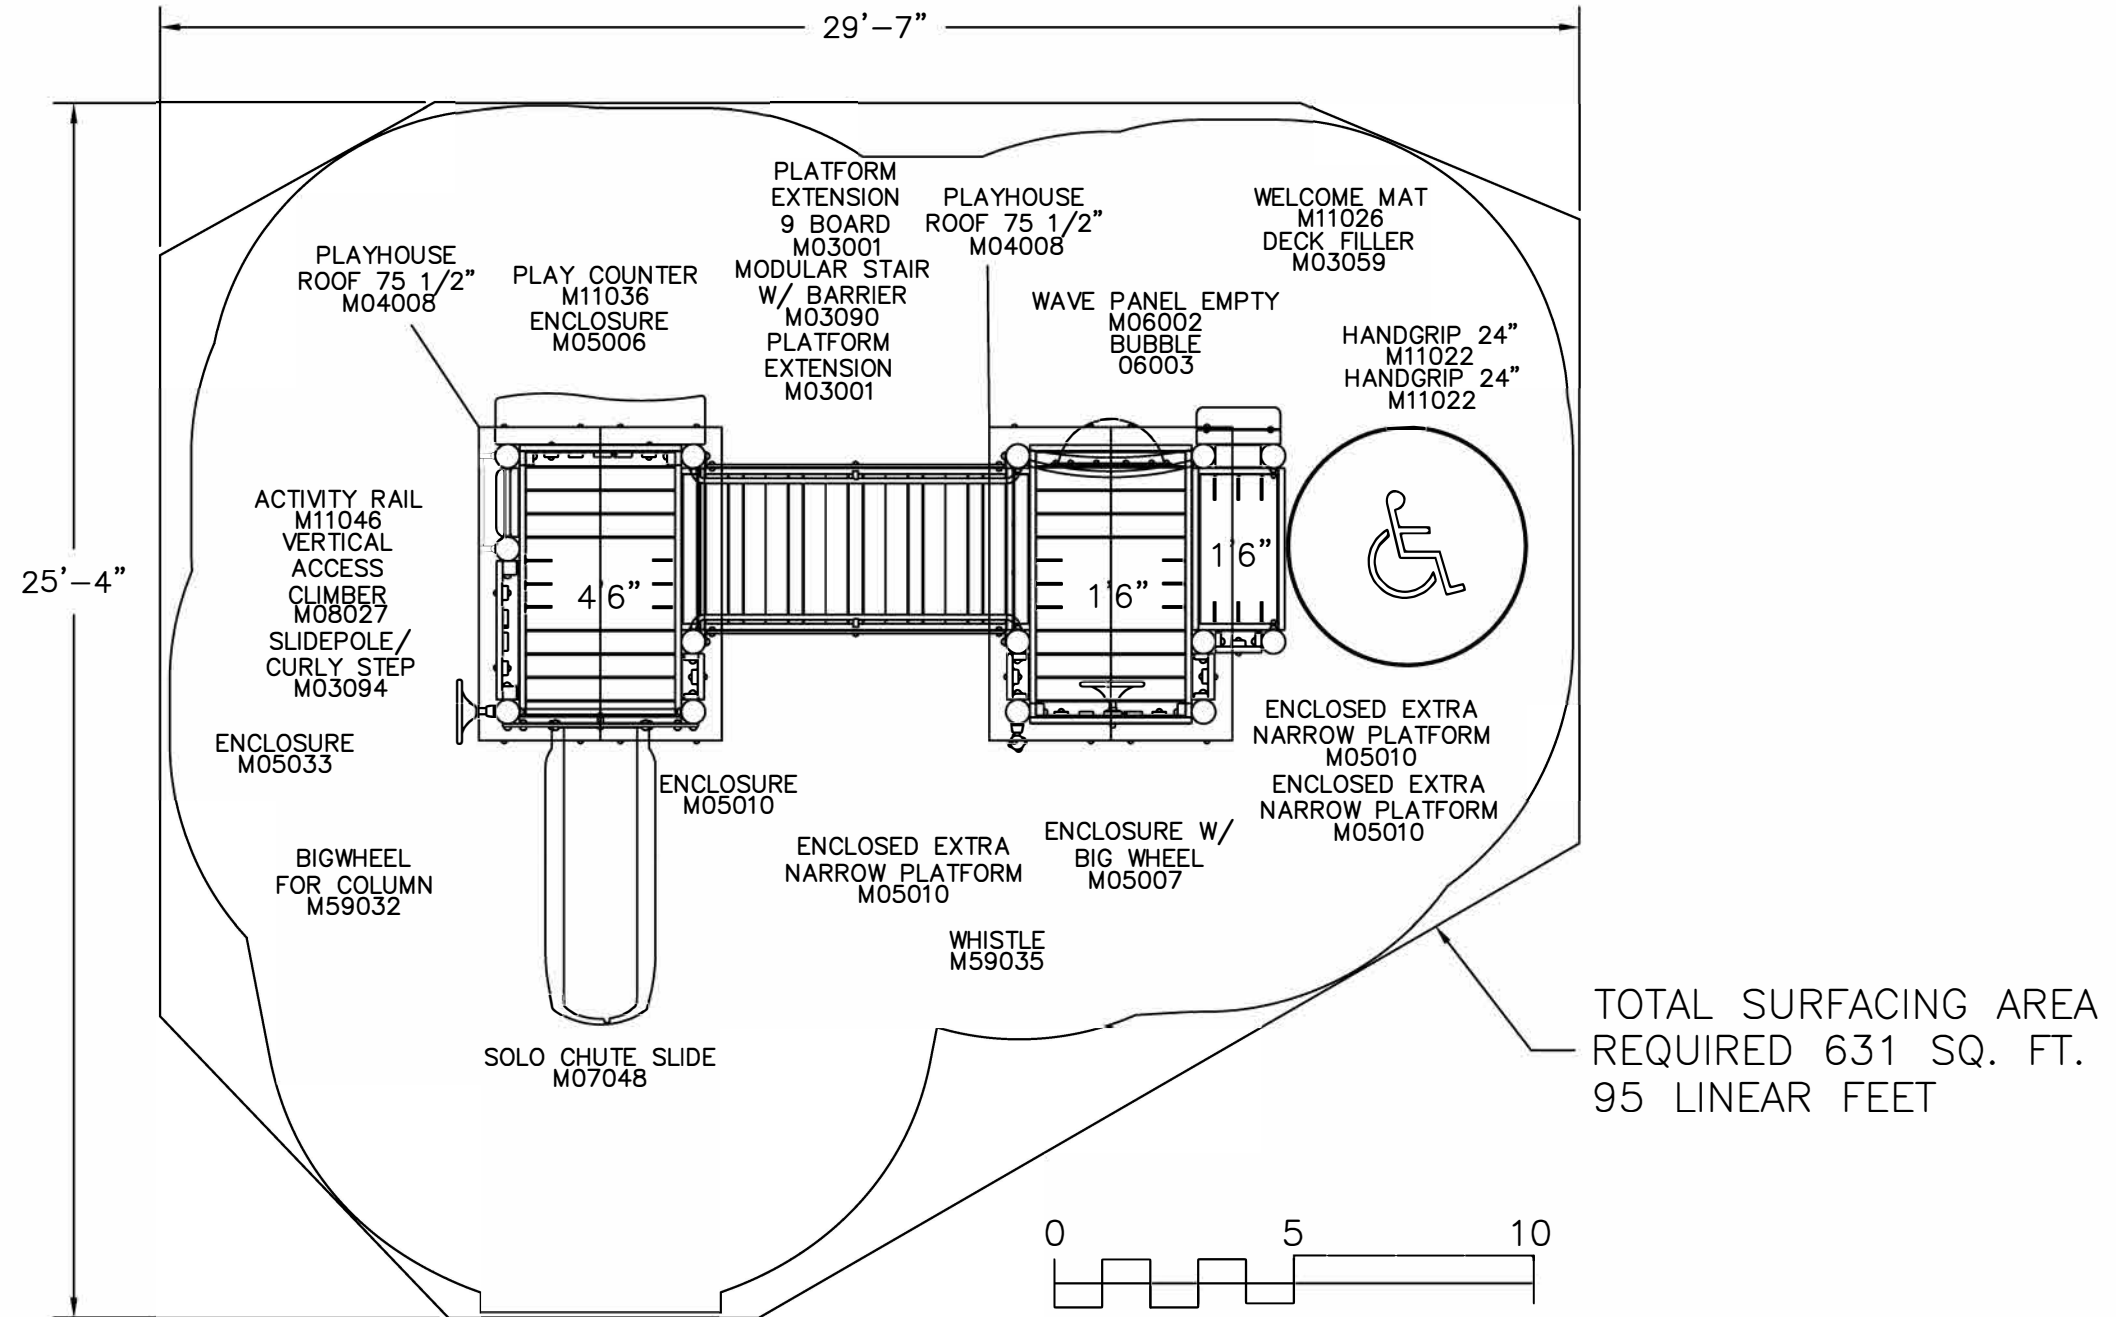 29'-7"
25'-4"
PLAYHOUSE
ROOF 75 1/2"
M04008
PLAY COUNTER
M11036
ENCLOSURE
M05006
PLATFORM
EXTENSION
9 BOARD
M03001
MODULAR STAIR
W/ BARRIER
M03090
PLATFORM
EXTENSION
M03001
PLAYHOUSE
ROOF 75 1/2"
M04008
WAVE PANEL EMPTY
M06002
BUBBLE
06003
WELCOME MAT
M11026
DECK FILLER
M03059
HANDGRIP 24"
M11022
HANDGRIP 24"
M11022
ACTIVITY RAIL
M11046
VERTICAL
ACCESS
CLIMBER
M08027
SLIDEPOLE/
CURLY STEP
M03094
4'6"
1'6"
1'6"
ENCLOSURE
M05033
BIGWHEEL
FOR COLUMN
M59032
ENCLOSURE
M05010
SOLO CHUTE SLIDE
M07048
ENCLOSED EXTRA
NARROW PLATFORM
M05010
WHISTLE
M59035
ENCLOSURE W/
BIG WHEEL
M05007
ENCLOSED EXTRA
NARROW PLATFORM
M05010
ENCLOSED EXTRA
NARROW PLATFORM
M05010
TOTAL SURFACING AREA
REQUIRED 631 SQ. FT.
95 LINEAR FEET
0 5 10